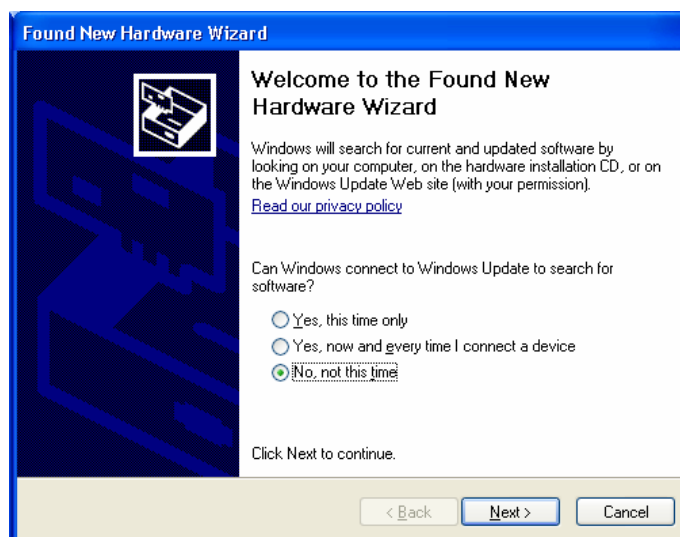 Found New Hardware Wizard
Welcome to the Found New
Hardware Wizard
Windows will search for current and updated software by
looking on your computer, on the hardware installation CD, or on
the Windows Update Web site (with your permission).
Read our privacy policy
Can Windows connect to Windows Update to search for
software?
Yes, this time only
Yes, now and every time I connect a device
No, not this time
Click Next to continue.
< Back
Next >
Cancel